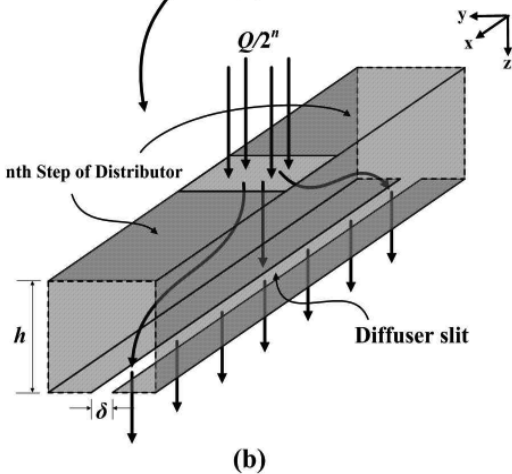 y
x
z
Q/2ⁿ
nth Step of Distributor
h
Diffuser slit
δ
(b)